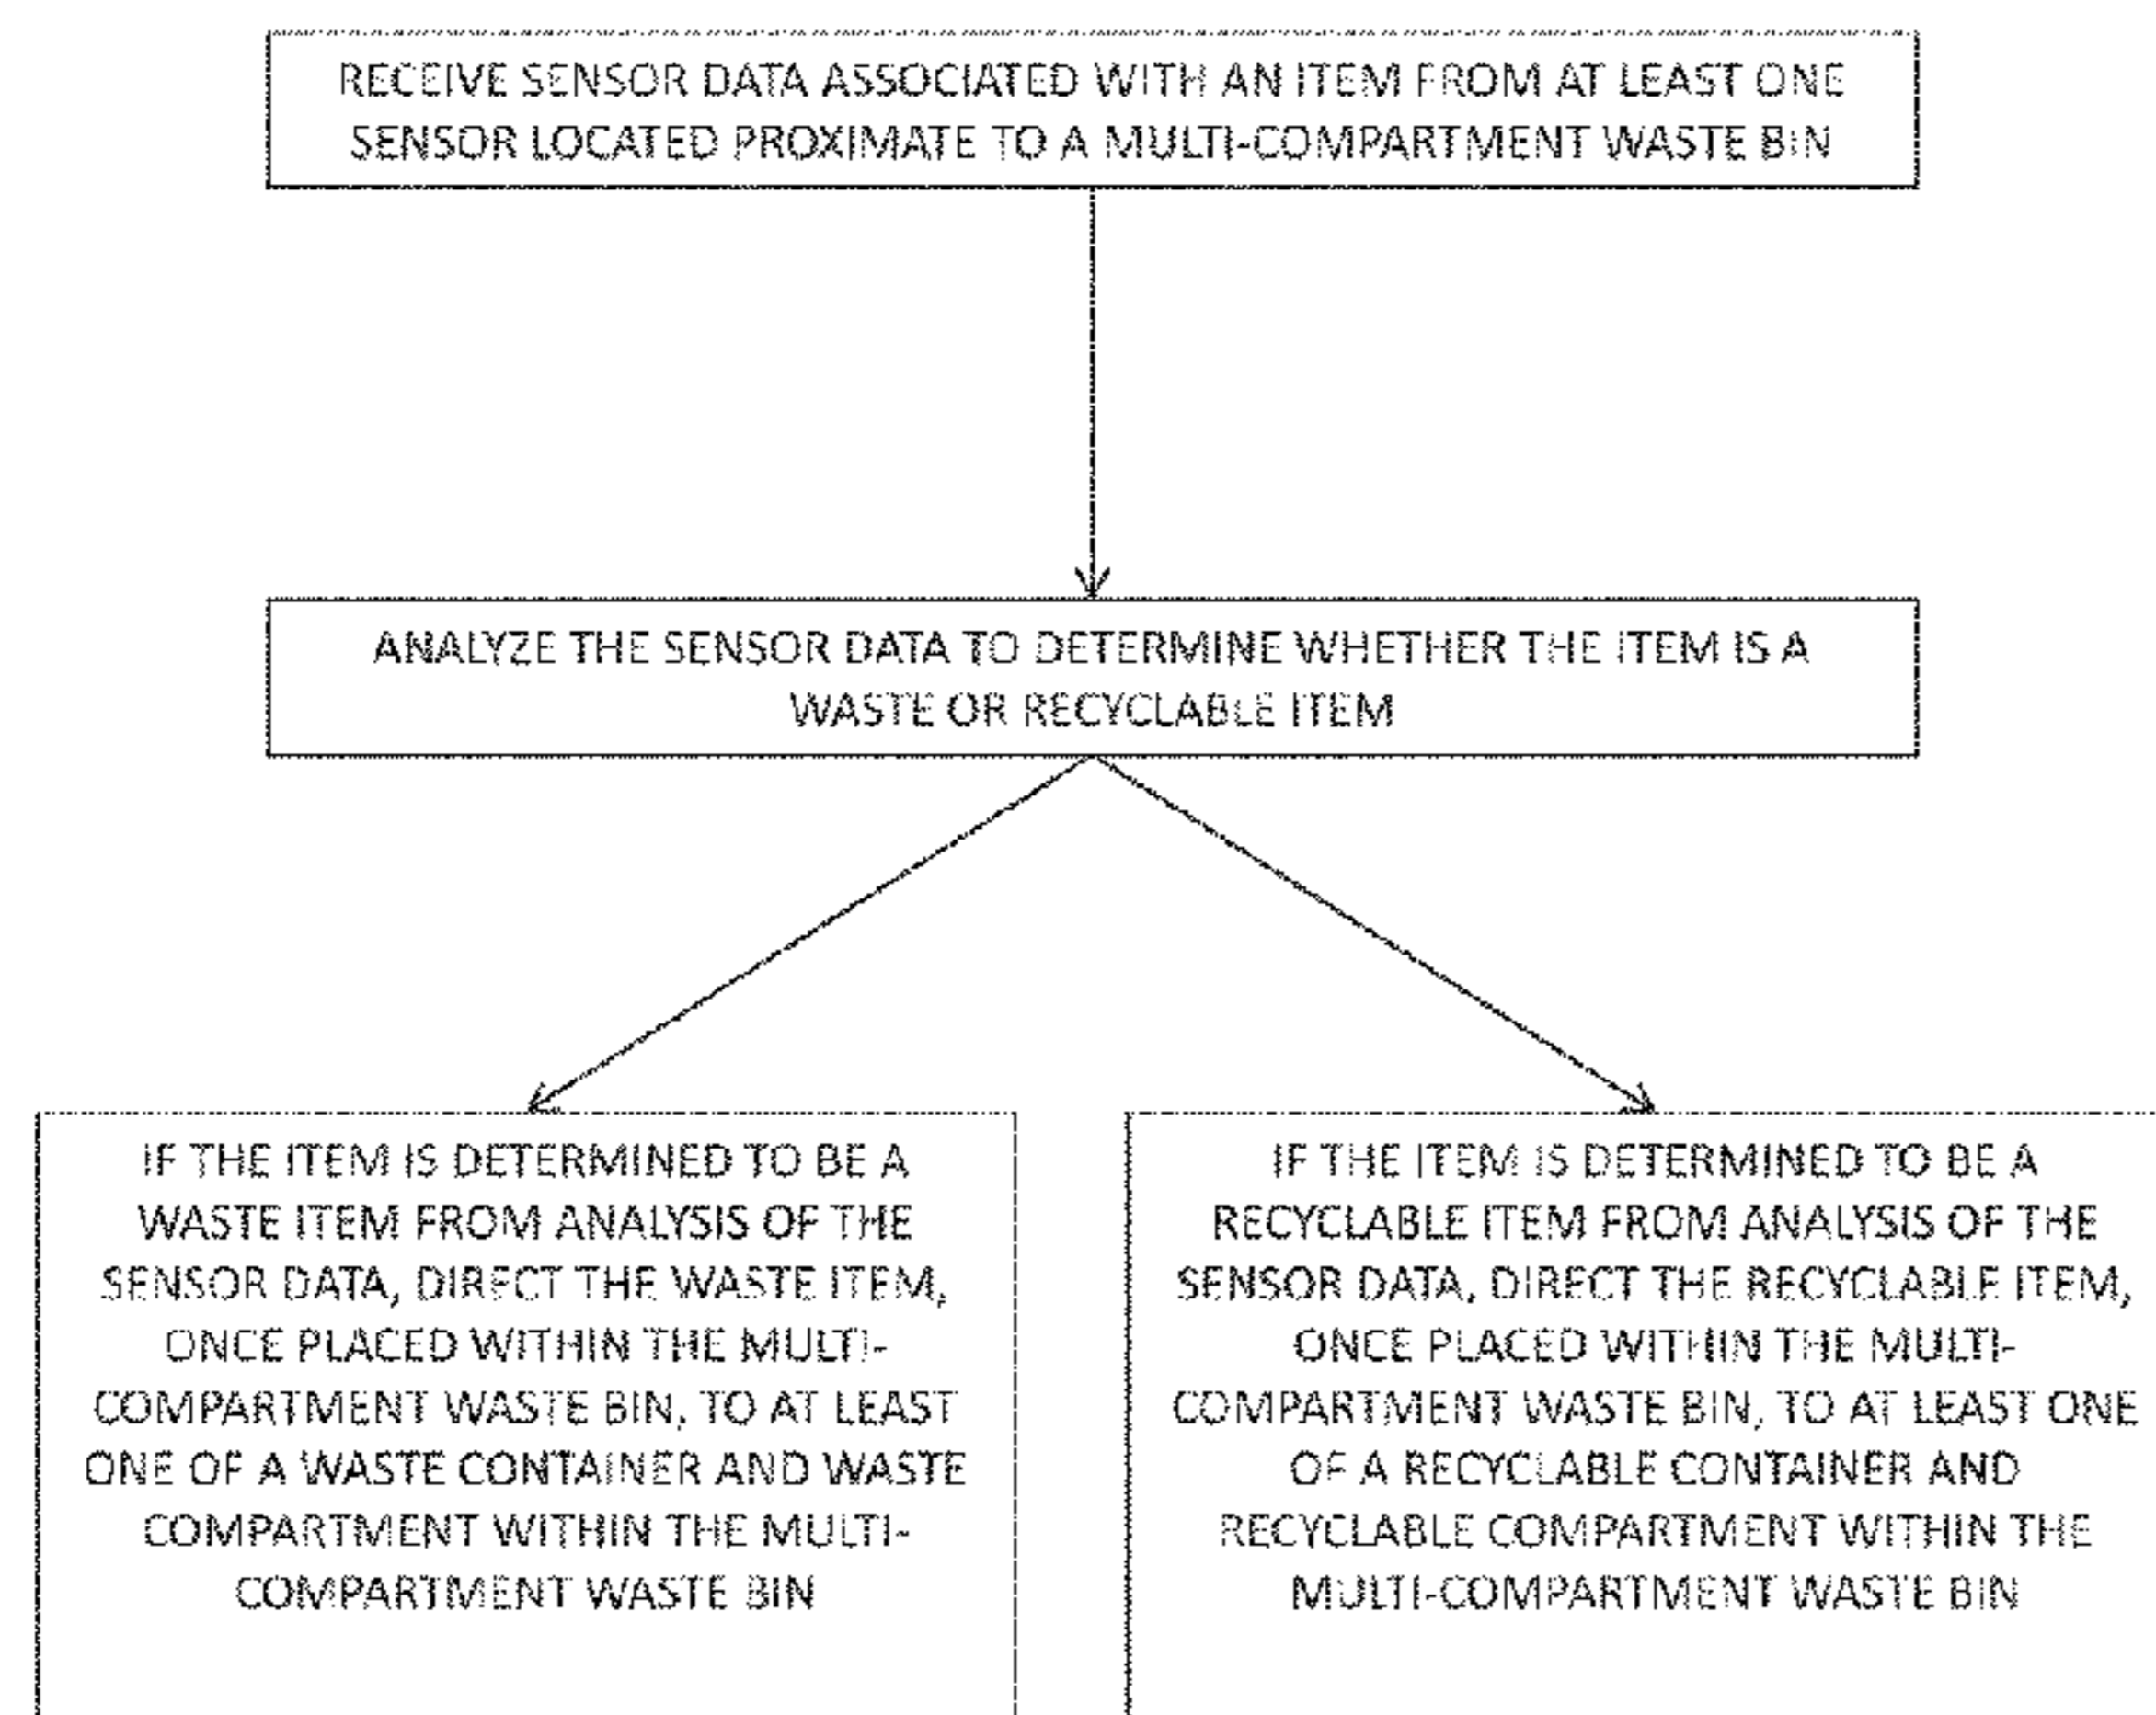 RECEIVE SENSOR DATA ASSOCIATED WITH AN ITEM FROM AT LEAST ONE
SENSOR LOCATED PROXIMATE TO A MULTI-COMPARTMENT WASTE BIN
ANALYZE THE SENSOR DATA TO DETERMINE WHETHER THE ITEM IS A
WASTE OR RECYCLABLE ITEM
IF THE ITEM IS DETERMINED TO BE A
WASTE ITEM FROM ANALYSIS OF THE
SENSOR DATA, DIRECT THE WASTE ITEM,
ONCE PLACED WITHIN THE MULTI-
COMPARTMENT WASTE BIN, TO AT LEAST
ONE OF A WASTE CONTAINER AND WASTE
COMPARTMENT WITHIN THE MULTI-
COMPARTMENT WASTE BIN
IF THE ITEM IS DETERMINED TO BE A
RECYCLABLE ITEM FROM ANALYSIS OF THE
SENSOR DATA, DIRECT THE RECYCLABLE ITEM,
ONCE PLACED WITHIN THE MULTI-
COMPARTMENT WASTE BIN, TO AT LEAST ONE
OF A RECYCLABLE CONTAINER AND
RECYCLABLE COMPARTMENT WITHIN THE
MULTI-COMPARTMENT WASTE BIN